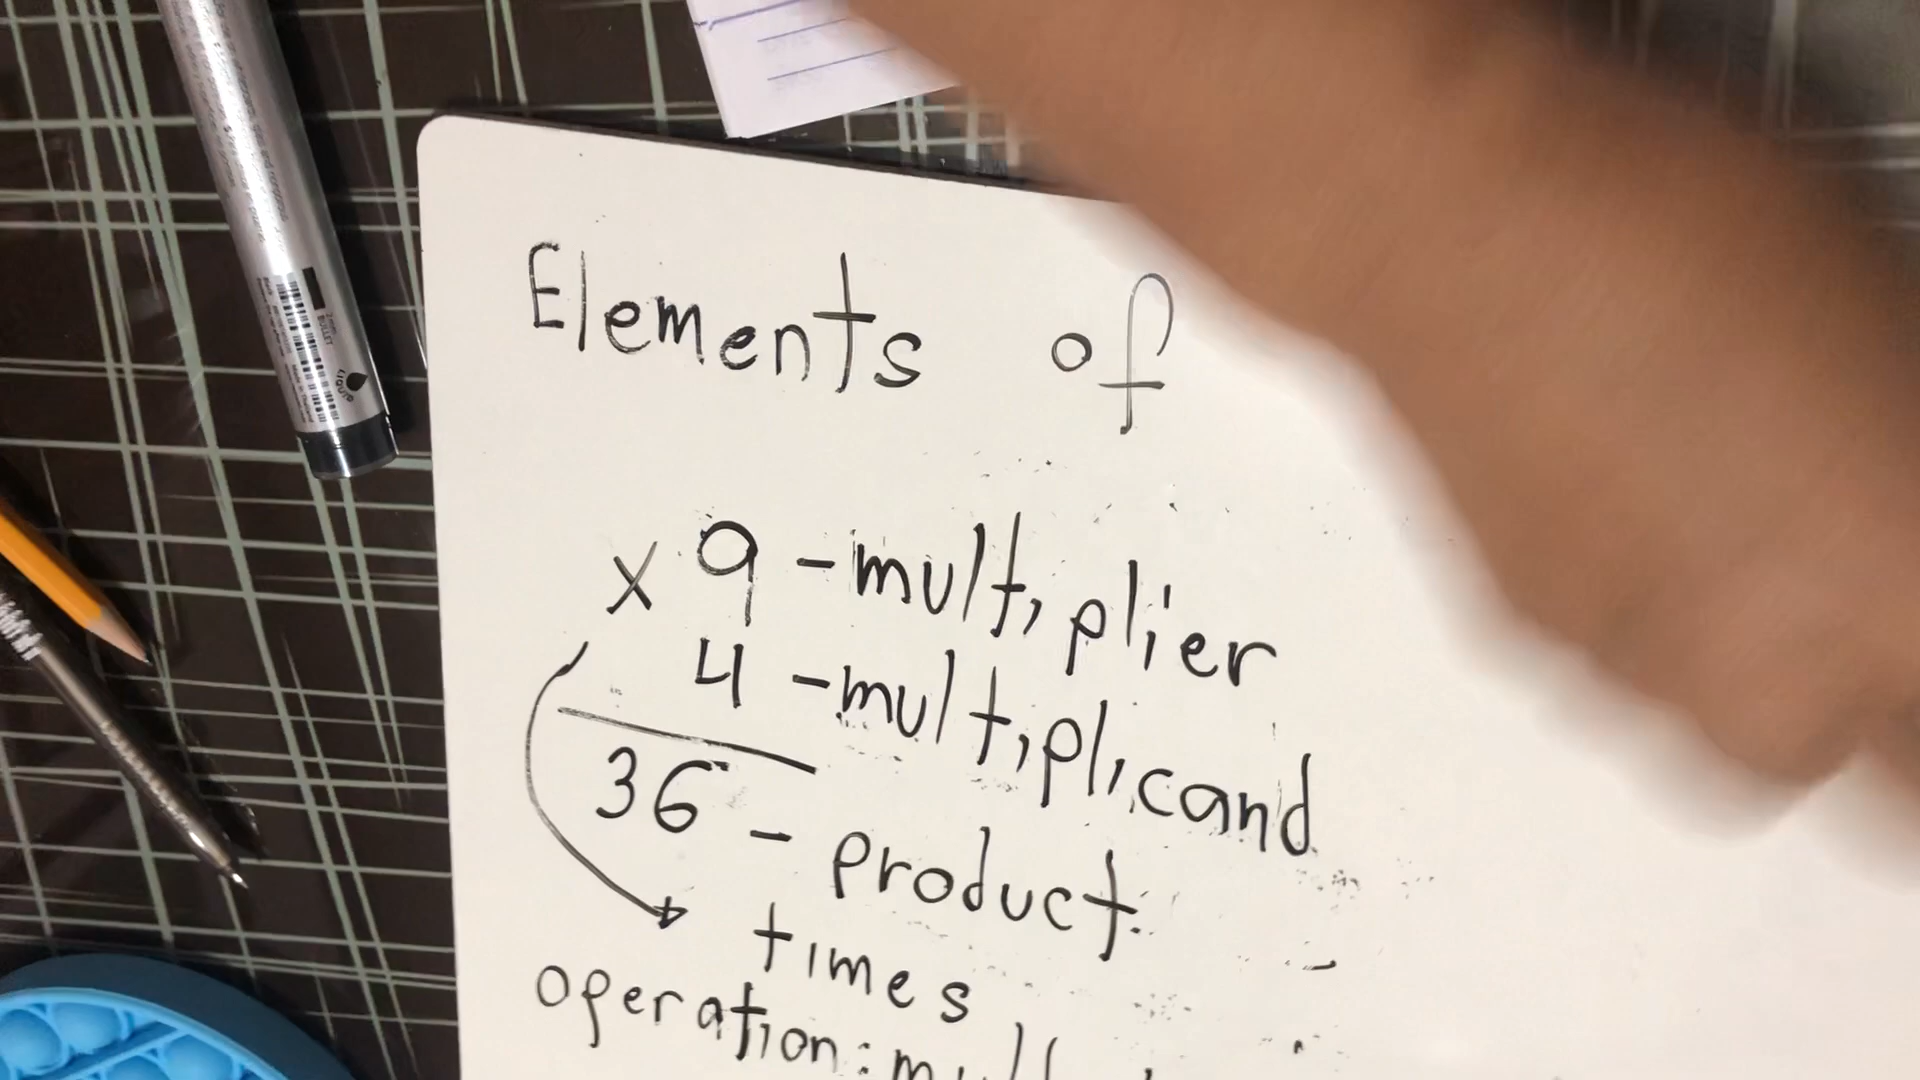 Elements of
x 9 - multiplier
4 - multiplicand
36 - product
times
operation: